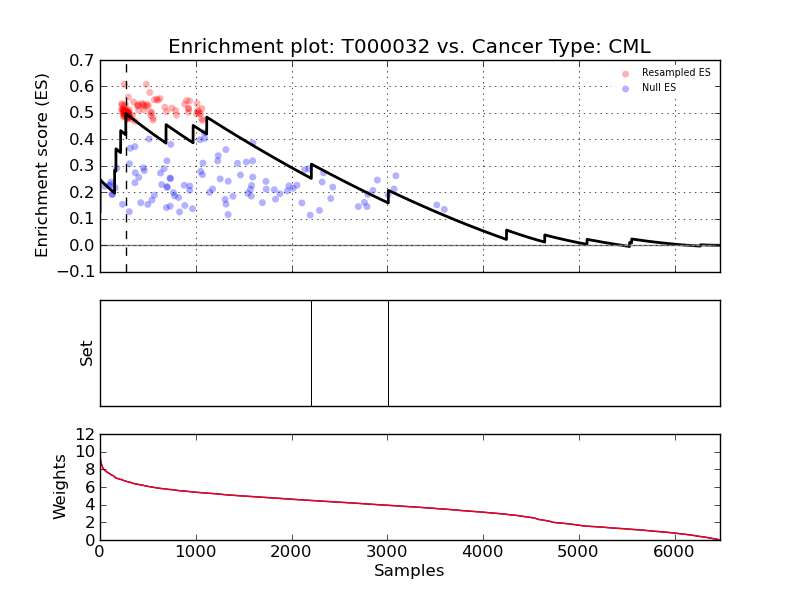 Enrichment plot: T000032 vs. Cancer Type: CML
0.7
0.6
0.5
0.4
0.3
0.2
0.1
0.0
−0.1
Enrichment score (ES)
Resampled ES
Null ES
Set
12
10
8
6
4
2
0
Weights
0 1000 2000 3000 4000 5000 6000
Samples